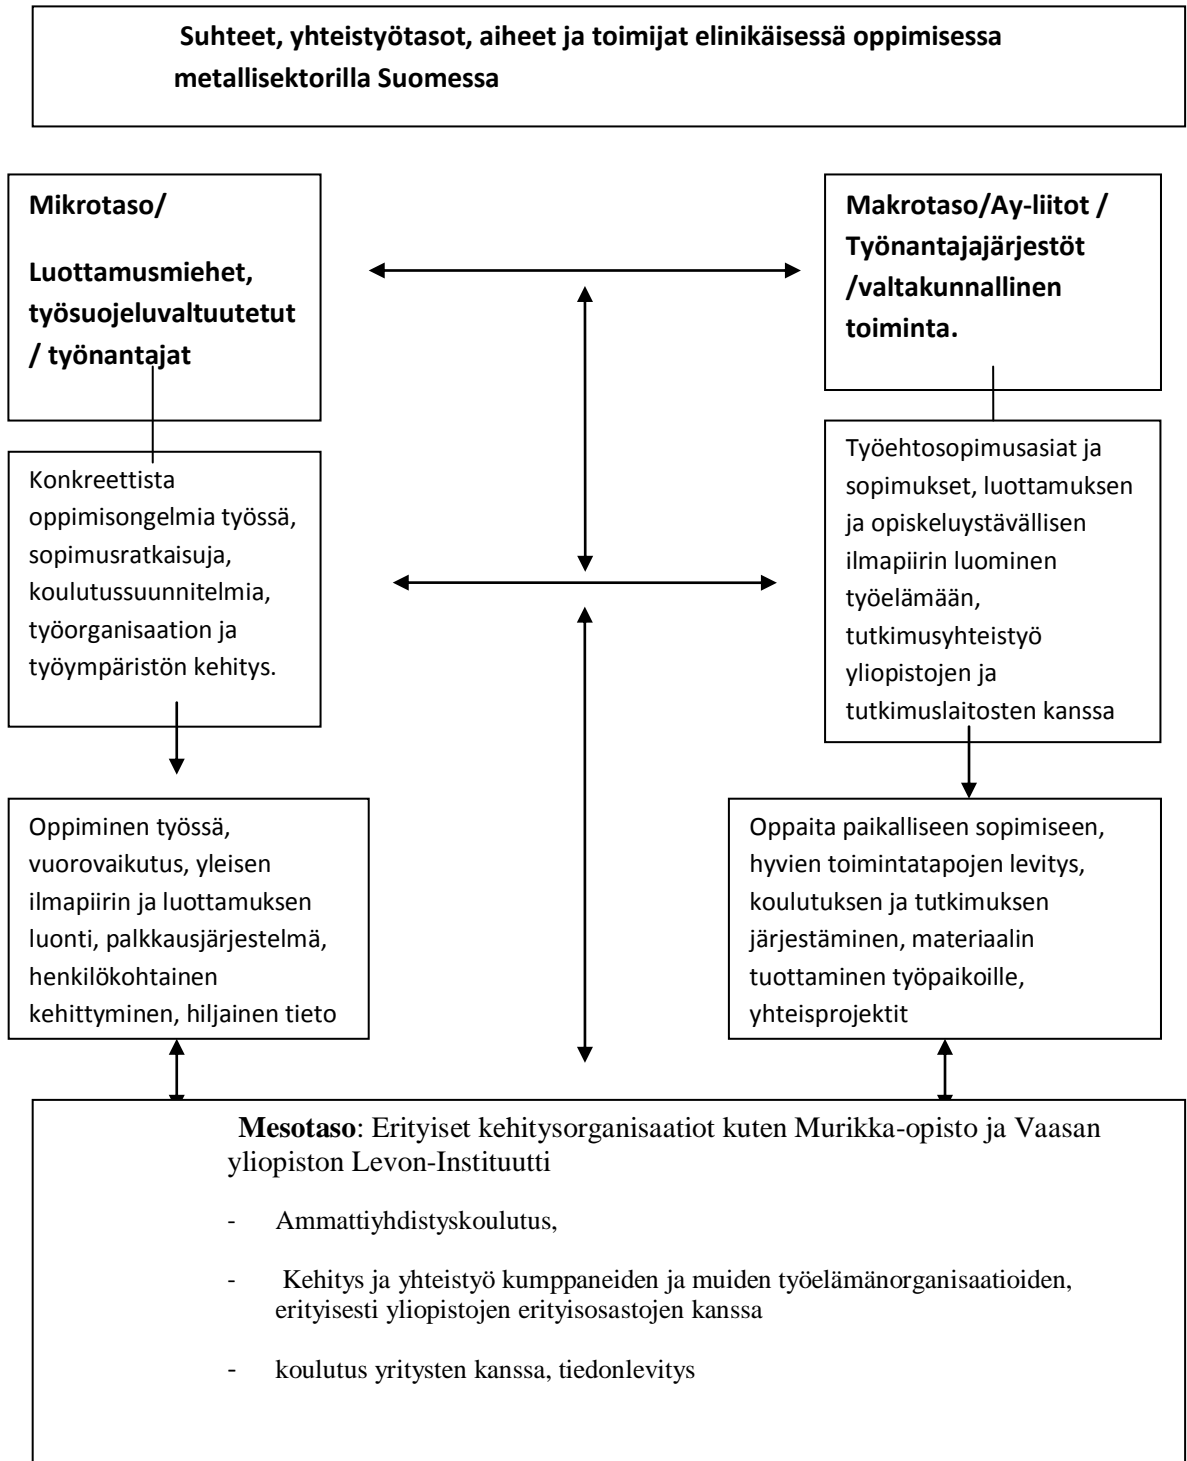 Suhteet, yhteistyötasot, aiheet ja toimijat elinikäisessä oppimisessa
metallisektorilla Suomessa
Mikrotaso/
Luottamusmiehet,
työsuojeluvaltuutetut
/ työnantajat
Makrotaso/Ay-liitot /
Työnantajajärjestöt
/valtakunnallinen
toiminta.
Konkreettista
oppimisongelmia työssä,
sopimusratkaisuja,
koulutussuunnitelmia,
työorganisaation ja
työympäristön kehitys.
Työehtosopimusasiat ja
sopimukset, luottamuksen
ja opiskeluystävällisen
ilmapiirin luominen
työelämään,
tutkimusyhteistyö
yliopistojen ja
tutkimuslaitosten kanssa
Oppiminen työssä,
vuorovaikutus, yleisen
ilmapiirin ja luottamuksen
luonti, palkkausjärjestelmä,
henkilökohtainen
kehittyminen, hiljainen tieto
Oppaita paikalliseen sopimiseen,
hyvien toimintatapojen levitys,
koulutuksen ja tutkimuksen
järjestäminen, materiaalin
tuottaminen työpaikoille,
yhteisprojektit
Mesotaso: Erityiset kehitysorganisaatiot kuten Murikka-opisto ja Vaasan
yliopiston Levon-Instituutti
- Ammattiyhdistyskoulutus,
- Kehitys ja yhteistyö kumppaneiden ja muiden työelämänorganisaatioiden,
erityisesti yliopistojen erityisosastojen kanssa
- koulutus yritysten kanssa, tiedonlevitys